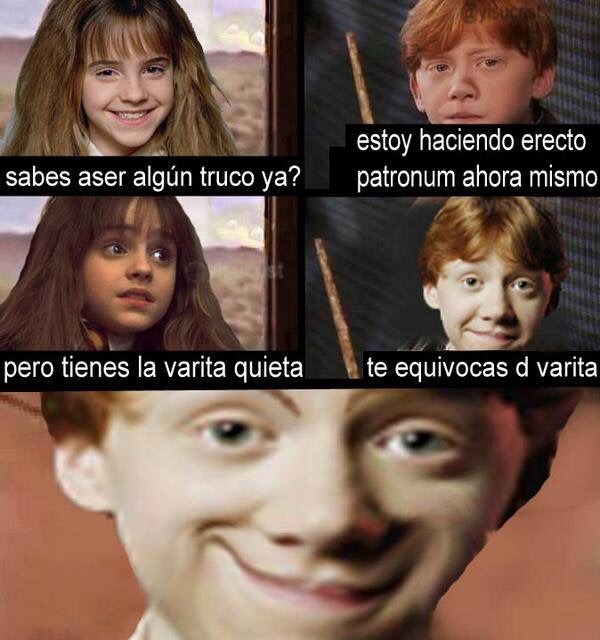 sabes aser algún truco ya?
estoy haciendo erecto
patronum ahora mismo
pero tienes la varita quieta
te equivocas d varita